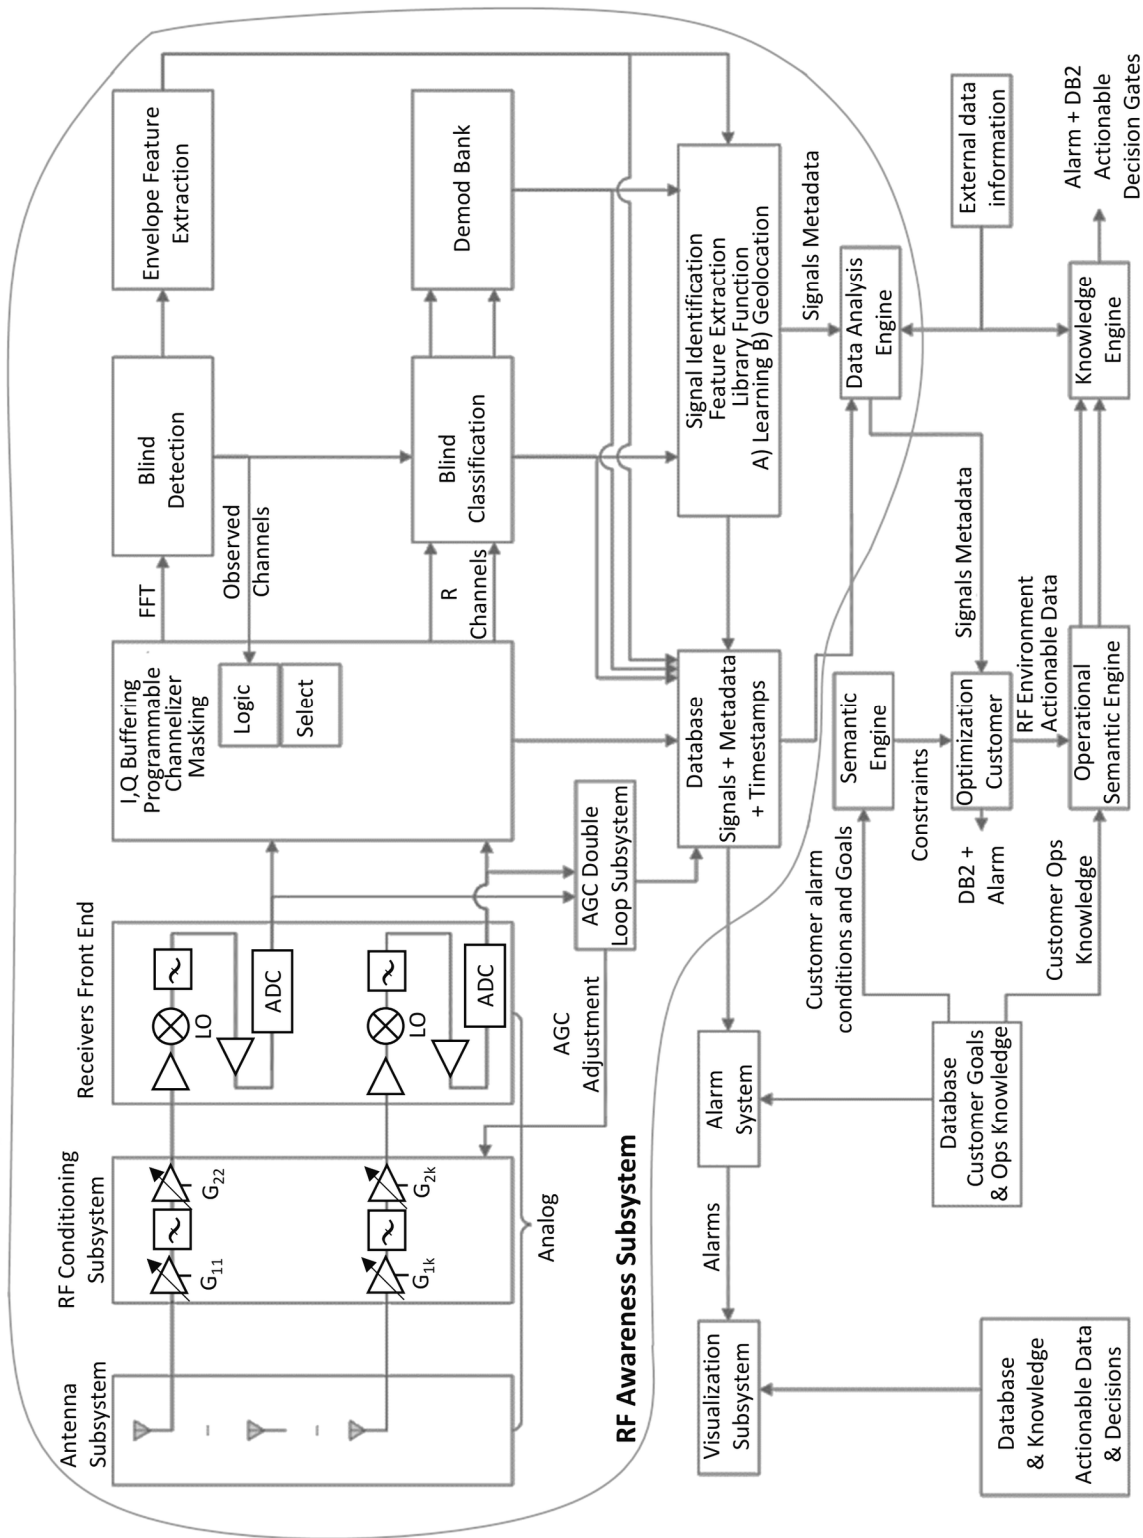 Antenna
Subsystem
RF Conditioning
Subsystem
G11
G22
G1k
G2k
Receivers Front End
LO
ADC
LO
ADC
Analog
AGC
Adjustment
AGC Double
Loop Subsystem
I,Q Buffering
Programmable
Channelizer
Masking
Logic
Select
FFT
Observed
Channels
R
Channels
Blind
Detection
Envelope Feature
Extraction
Blind
Classification
Demod Bank
RF Awareness Subsystem
Database
Signals + Metadata
+ Timestamps
Signal Identification
Feature Extraction
Library Function
A) Learning B) Geolocation
Signals Metadata
Visualization
Subsystem
Alarms
Alarm
System
Customer alarm
conditions and Goals
Semantic
Engine
Data Analysis
Engine
Constraints
Signals Metadata
External data
information
Database
Customer Goals
& Ops Knowledge
DB2 +
Alarm
Optimization
Customer
RF Environment
Actionable Data
Customer Ops
Knowledge
Operational
Semantic Engine
Knowledge
Engine
Alarm + DB2
Actionable
Decision Gates
Database
& Knowledge
Actionable Data
& Decisions